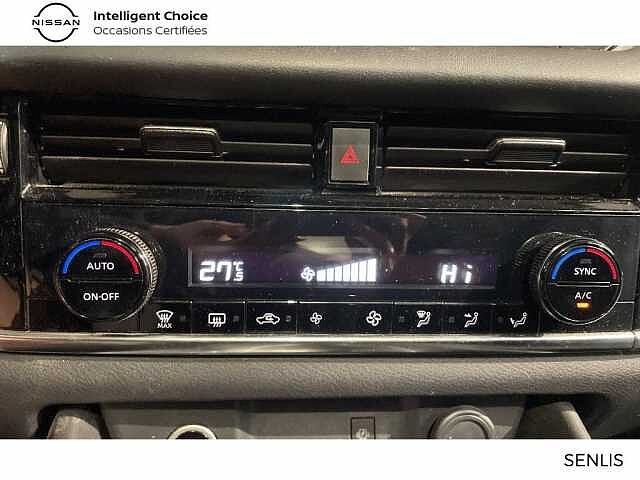 NISSAN
Intelligent Choice
Occasions Certifiées
AUTO
ON-OFF
27°C
Hi
SYNC
A/C
MAX
SENLIS